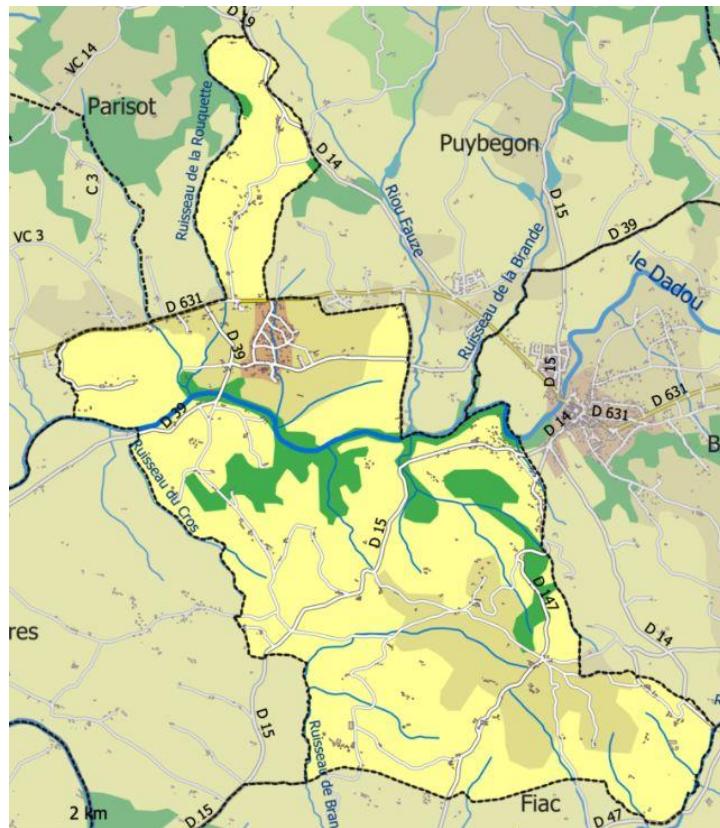 D 19
VC 14
Parisot
Ruisseau de la Rouquette
D 14
Puybegon
C 3
Riou Fauze
D 15
Ruisseau de la Brande
D 39
VC 3
le Dadou
D 631
D 39
D 15
D 631
D 14
D 631
D 39
B
Ruisseau du Cros
D 15
D 147
res
D 14
D 15
Ruisseau de Bran
2 km
D 15
Fiac
D 47